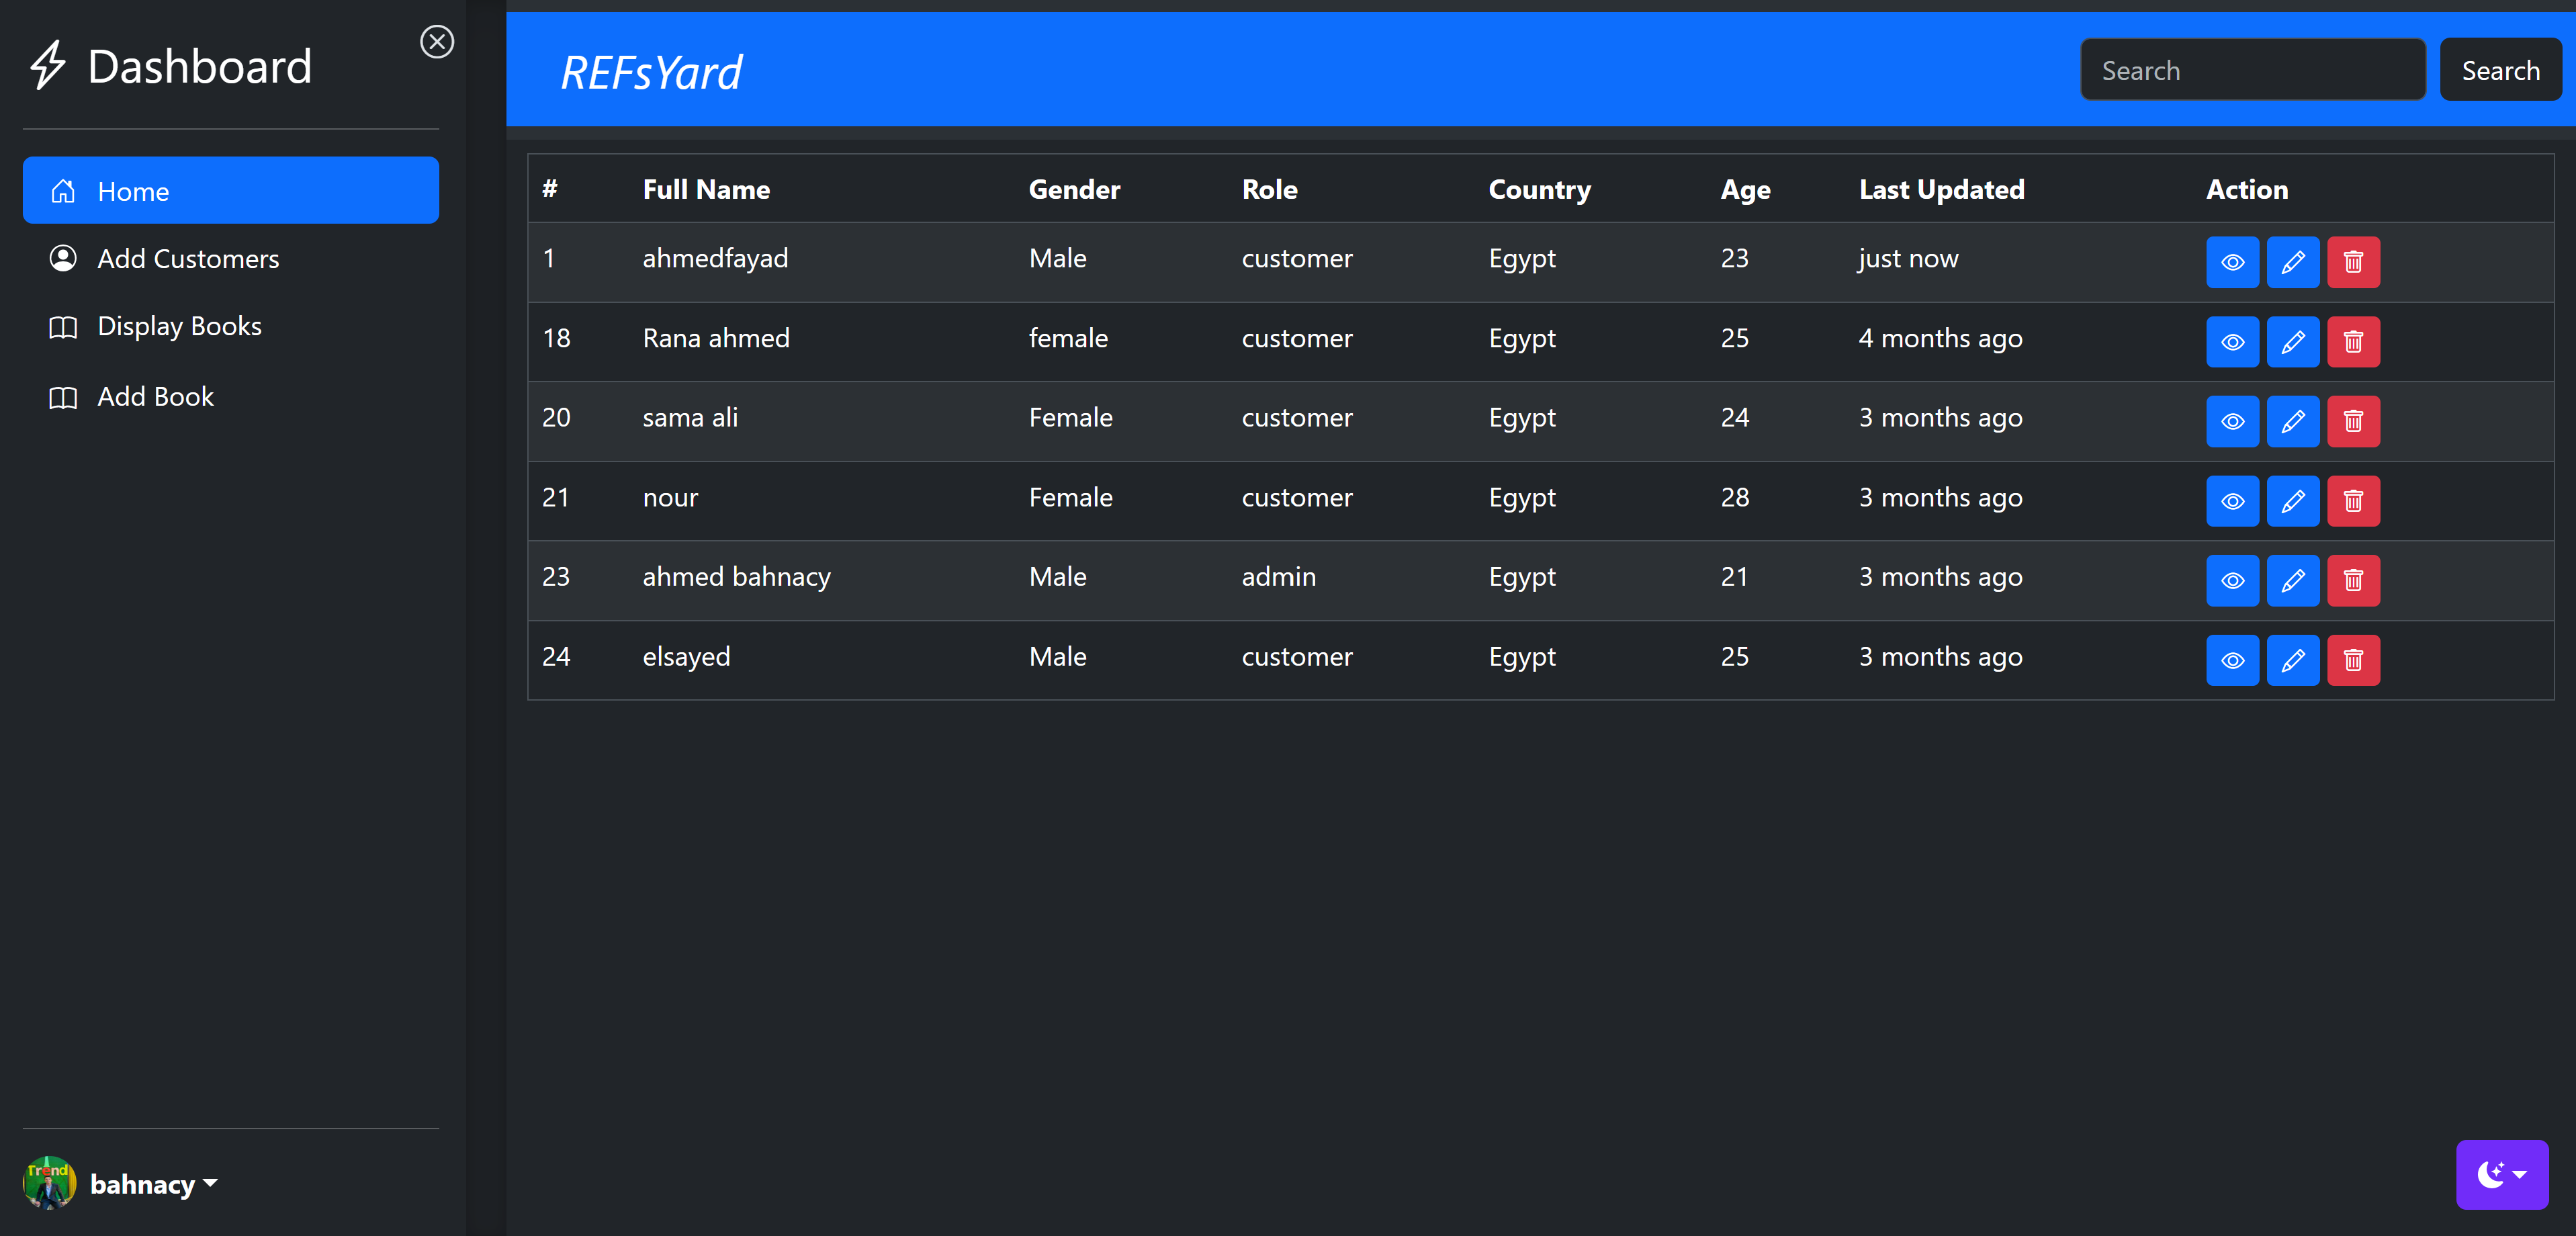 Dashboard
Home
Add Customers
Display Books
Add Book
Trend
bahnacy
REFsYard
Search Search
# Full Name Gender Role Country Age Last Updated Action
1 ahmedfayad Male customer Egypt 23 just now
18 Rana ahmed female customer Egypt 25 4 months ago
20 sama ali Female customer Egypt 24 3 months ago
21 nour Female customer Egypt 28 3 months ago
23 ahmed bahnacy Male admin Egypt 21 3 months ago
24 elsayed Male customer Egypt 25 3 months ago